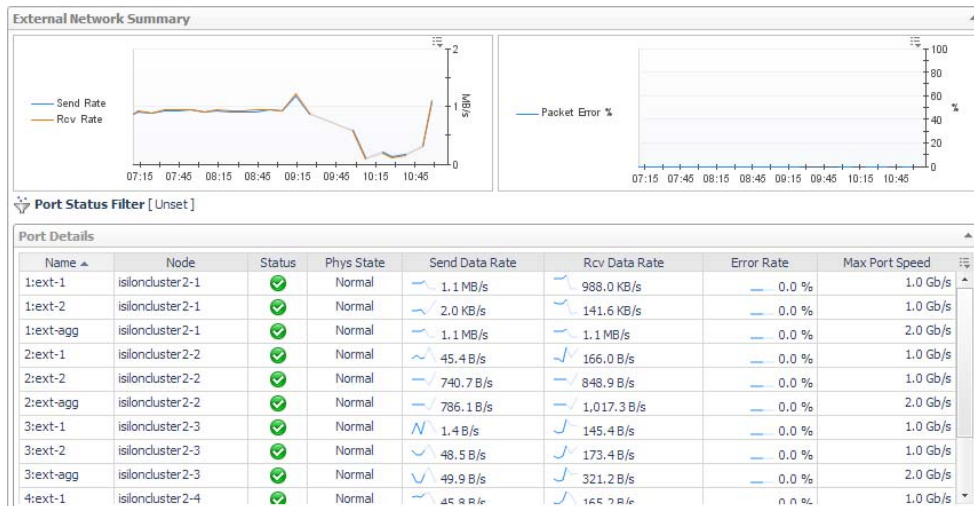 External Network Summary
2
1
0
MB/s
Send Rate
Rcv Rate
07:15 07:45 08:15 08:45 09:15 09:45 10:15 10:45
100
80
60
40
20
0
%
Packet Error %
07:15 07:45 08:15 08:45 09:15 09:45 10:15 10:45
Port Status Filter [ Unset ]
Port Details
Name Node Status Phys State Send Data Rate Rcv Data Rate Error Rate Max Port Speed
1:ext-1 isiloncluster2-1 Normal 1.1 MB/s 988.0 KB/s 0.0 % 1.0 Gb/s
1:ext-2 isiloncluster2-1 Normal 2.0 KB/s 141.6 KB/s 0.0 % 1.0 Gb/s
1:ext-agg isiloncluster2-1 Normal 1.1 MB/s 1.1 MB/s 0.0 % 2.0 Gb/s
2:ext-1 isiloncluster2-2 Normal 45.4 B/s 166.0 B/s 0.0 % 1.0 Gb/s
2:ext-2 isiloncluster2-2 Normal 740.7 B/s 848.9 B/s 0.0 % 1.0 Gb/s
2:ext-agg isiloncluster2-2 Normal 786.1 B/s 1,017.3 B/s 0.0 % 2.0 Gb/s
3:ext-1 isiloncluster2-3 Normal 1.4 B/s 145.4 B/s 0.0 % 1.0 Gb/s
3:ext-2 isiloncluster2-3 Normal 48.5 B/s 173.4 B/s 0.0 % 1.0 Gb/s
3:ext-agg isiloncluster2-3 Normal 49.9 B/s 321.2 B/s 0.0 % 2.0 Gb/s
4:ext-1 isiloncluster2-4 Normal 45.8 B/s 165.2 B/s 0.0 % 1.0 Gb/s